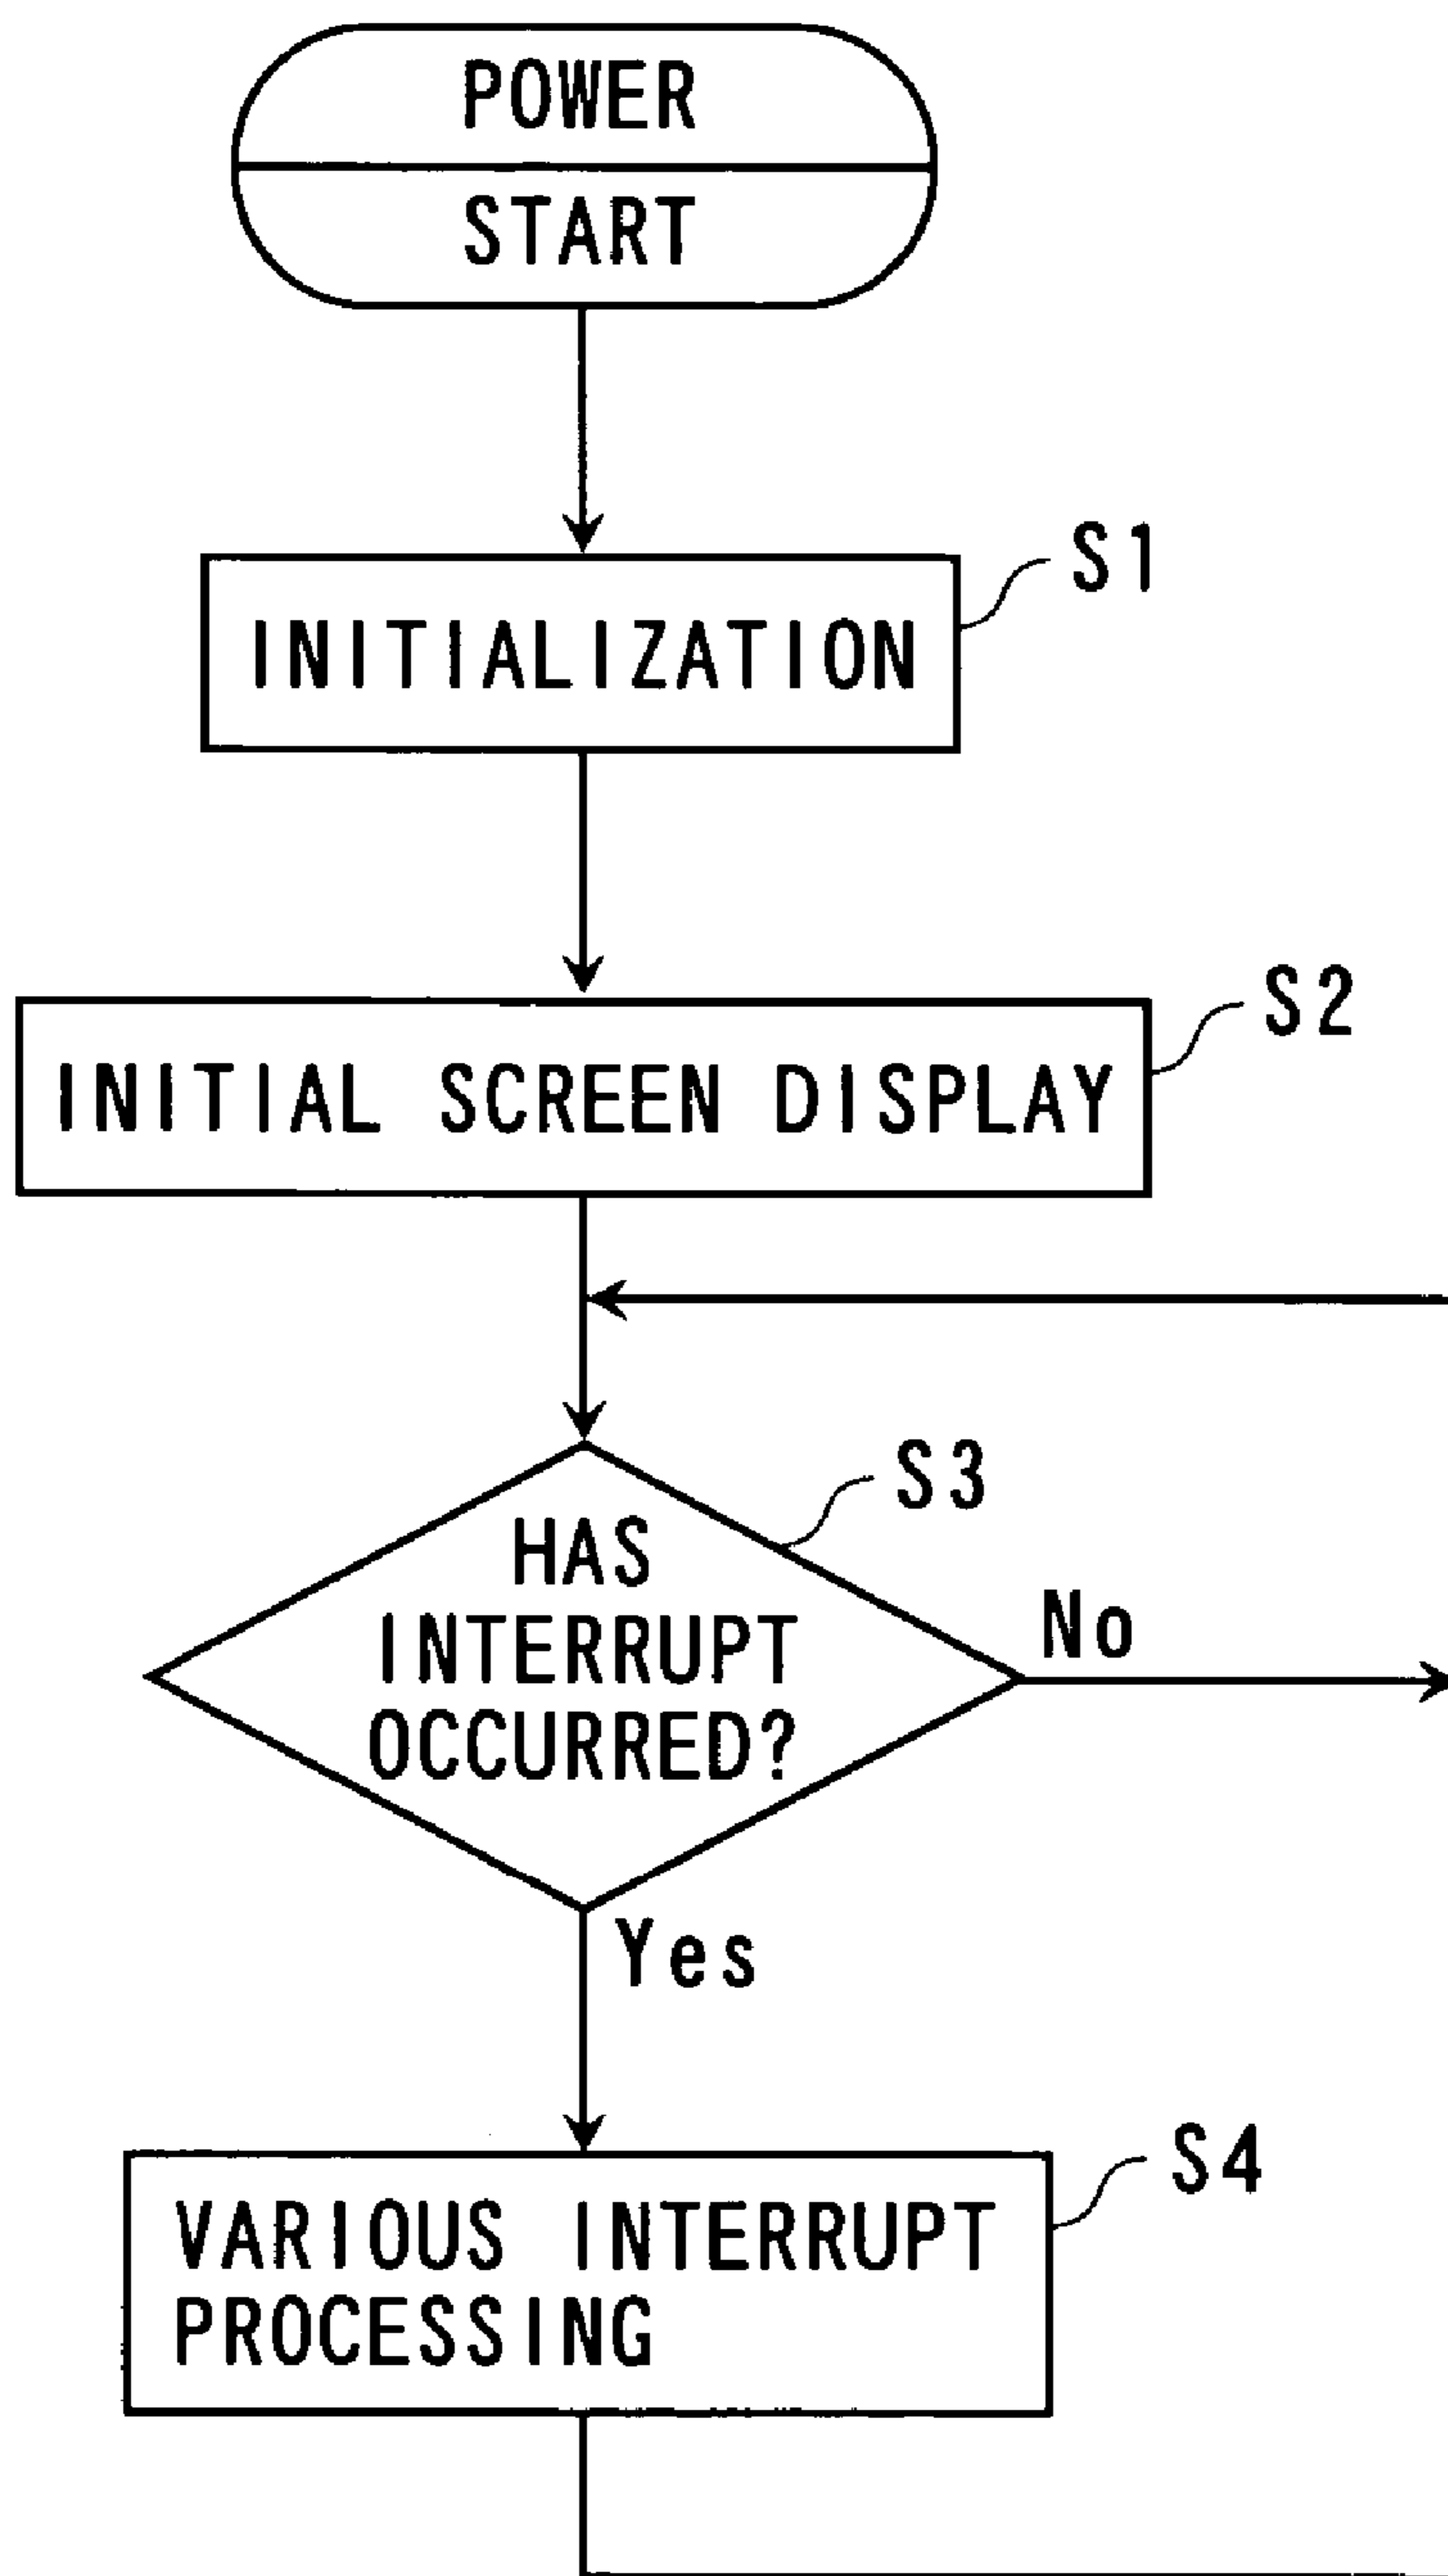 POWER
START
S1
INITIALIZATION
S2
INITIAL SCREEN DISPLAY
S3
HAS
INTERRUPT
OCCURRED?
No
Yes
S4
VARIOUS INTERRUPT
PROCESSING